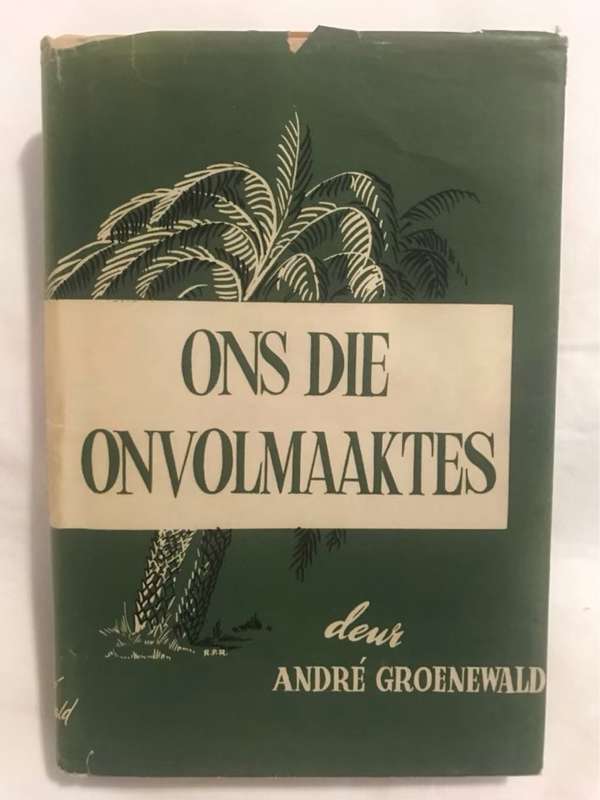 ONS DIE
ONVOLMAAKTES
deur
ANDRÉ GROENEWALD